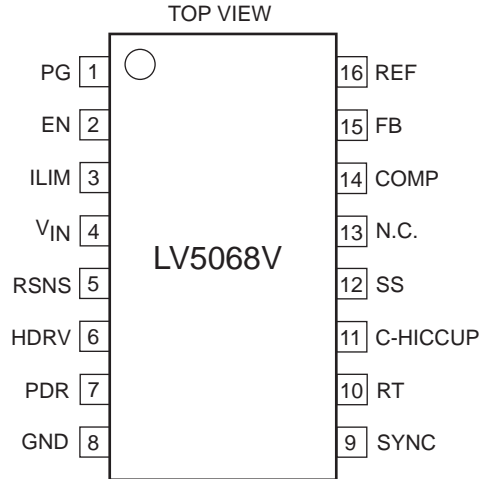 TOP VIEW
PG 1
EN 2
ILIM 3
VIN 4
RSNS 5
HDRV 6
PDR 7
GND 8
LV5068V
16 REF
15 FB
14 COMP
13 N.C.
12 SS
11 C-HICCUP
10 RT
9 SYNC